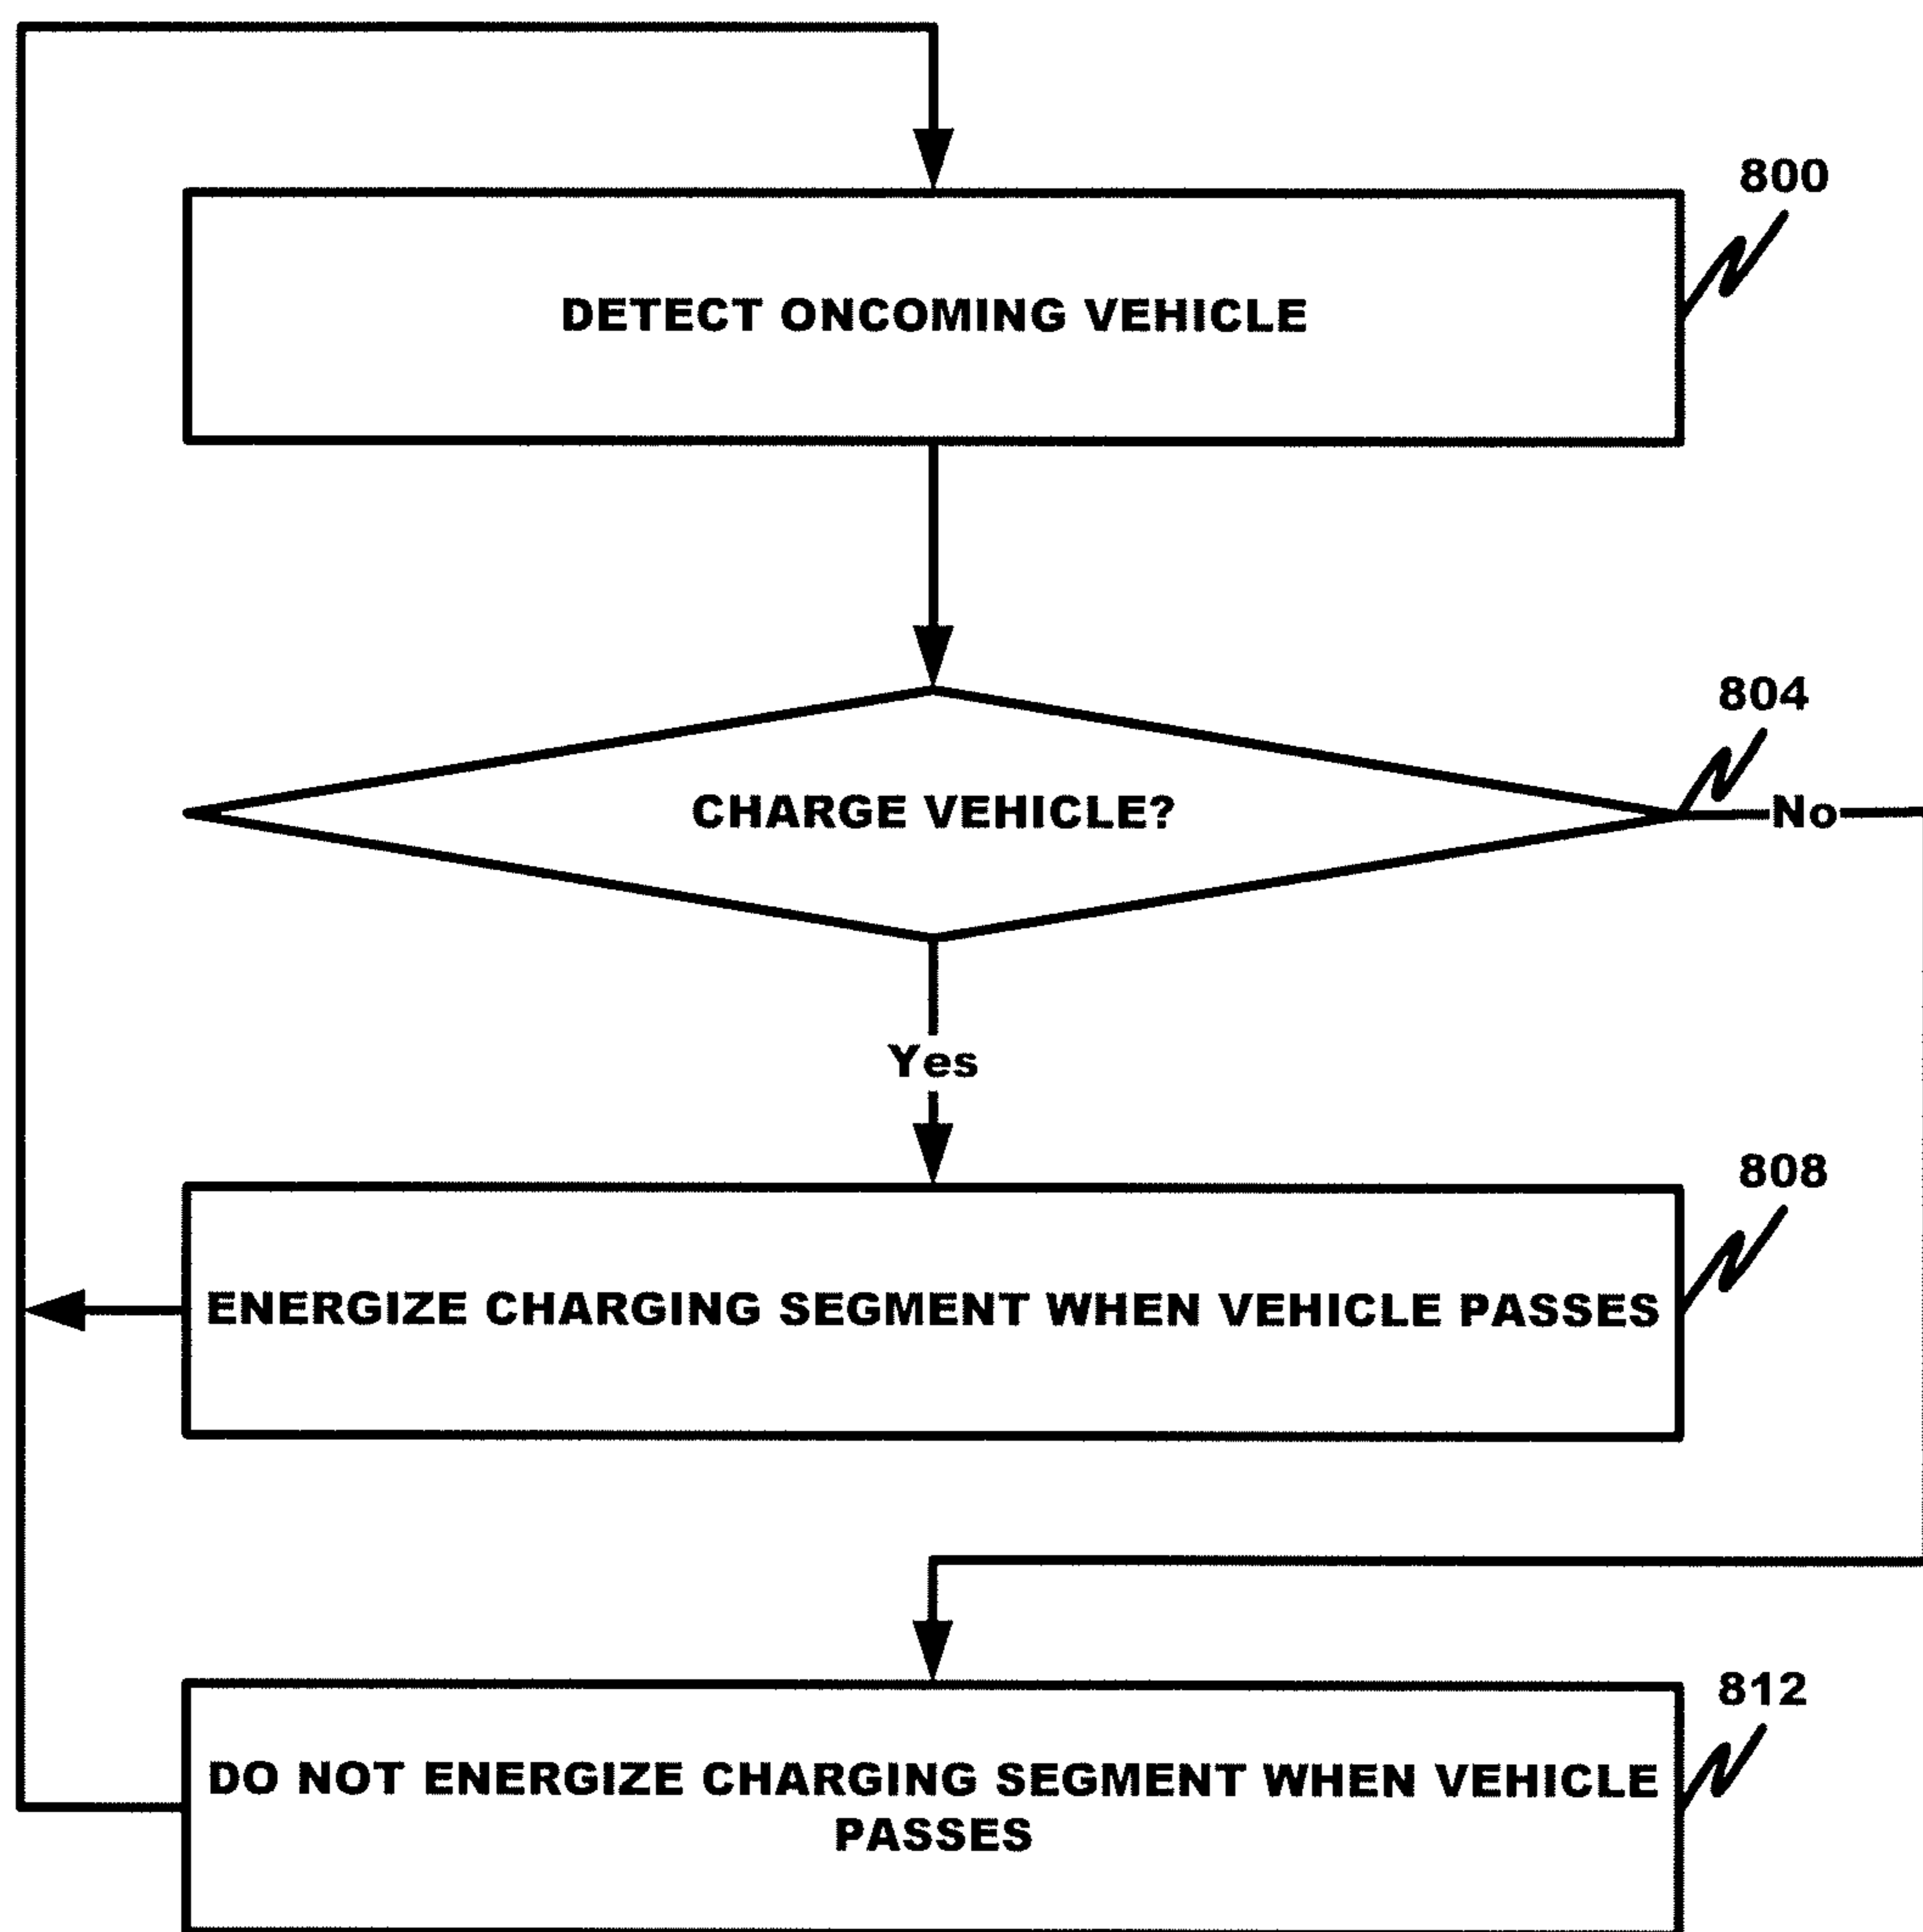 800
DETECT ONCOMING VEHICLE
804
CHARGE VEHICLE?
No
Yes
808
ENERGIZE CHARGING SEGMENT WHEN VEHICLE PASSES
812
DO NOT ENERGIZE CHARGING SEGMENT WHEN VEHICLE
PASSES